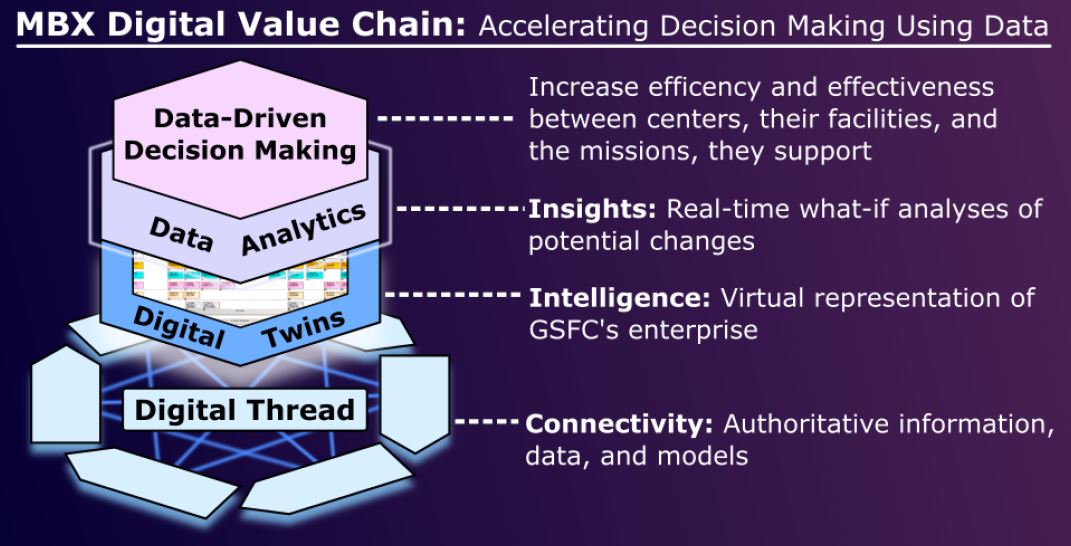 MBX Digital Value Chain: Accelerating Decision Making Using Data
Data-Driven
Decision Making
Increase efficency and effectiveness
between centers, their facilities, and
the missions, they support
Data Analytics
Insights: Real-time what-if analyses of
potential changes
Digital Twins
Intelligence: Virtual representation of
GSFC's enterprise
Digital Thread
Connectivity: Authoritative information,
data, and models